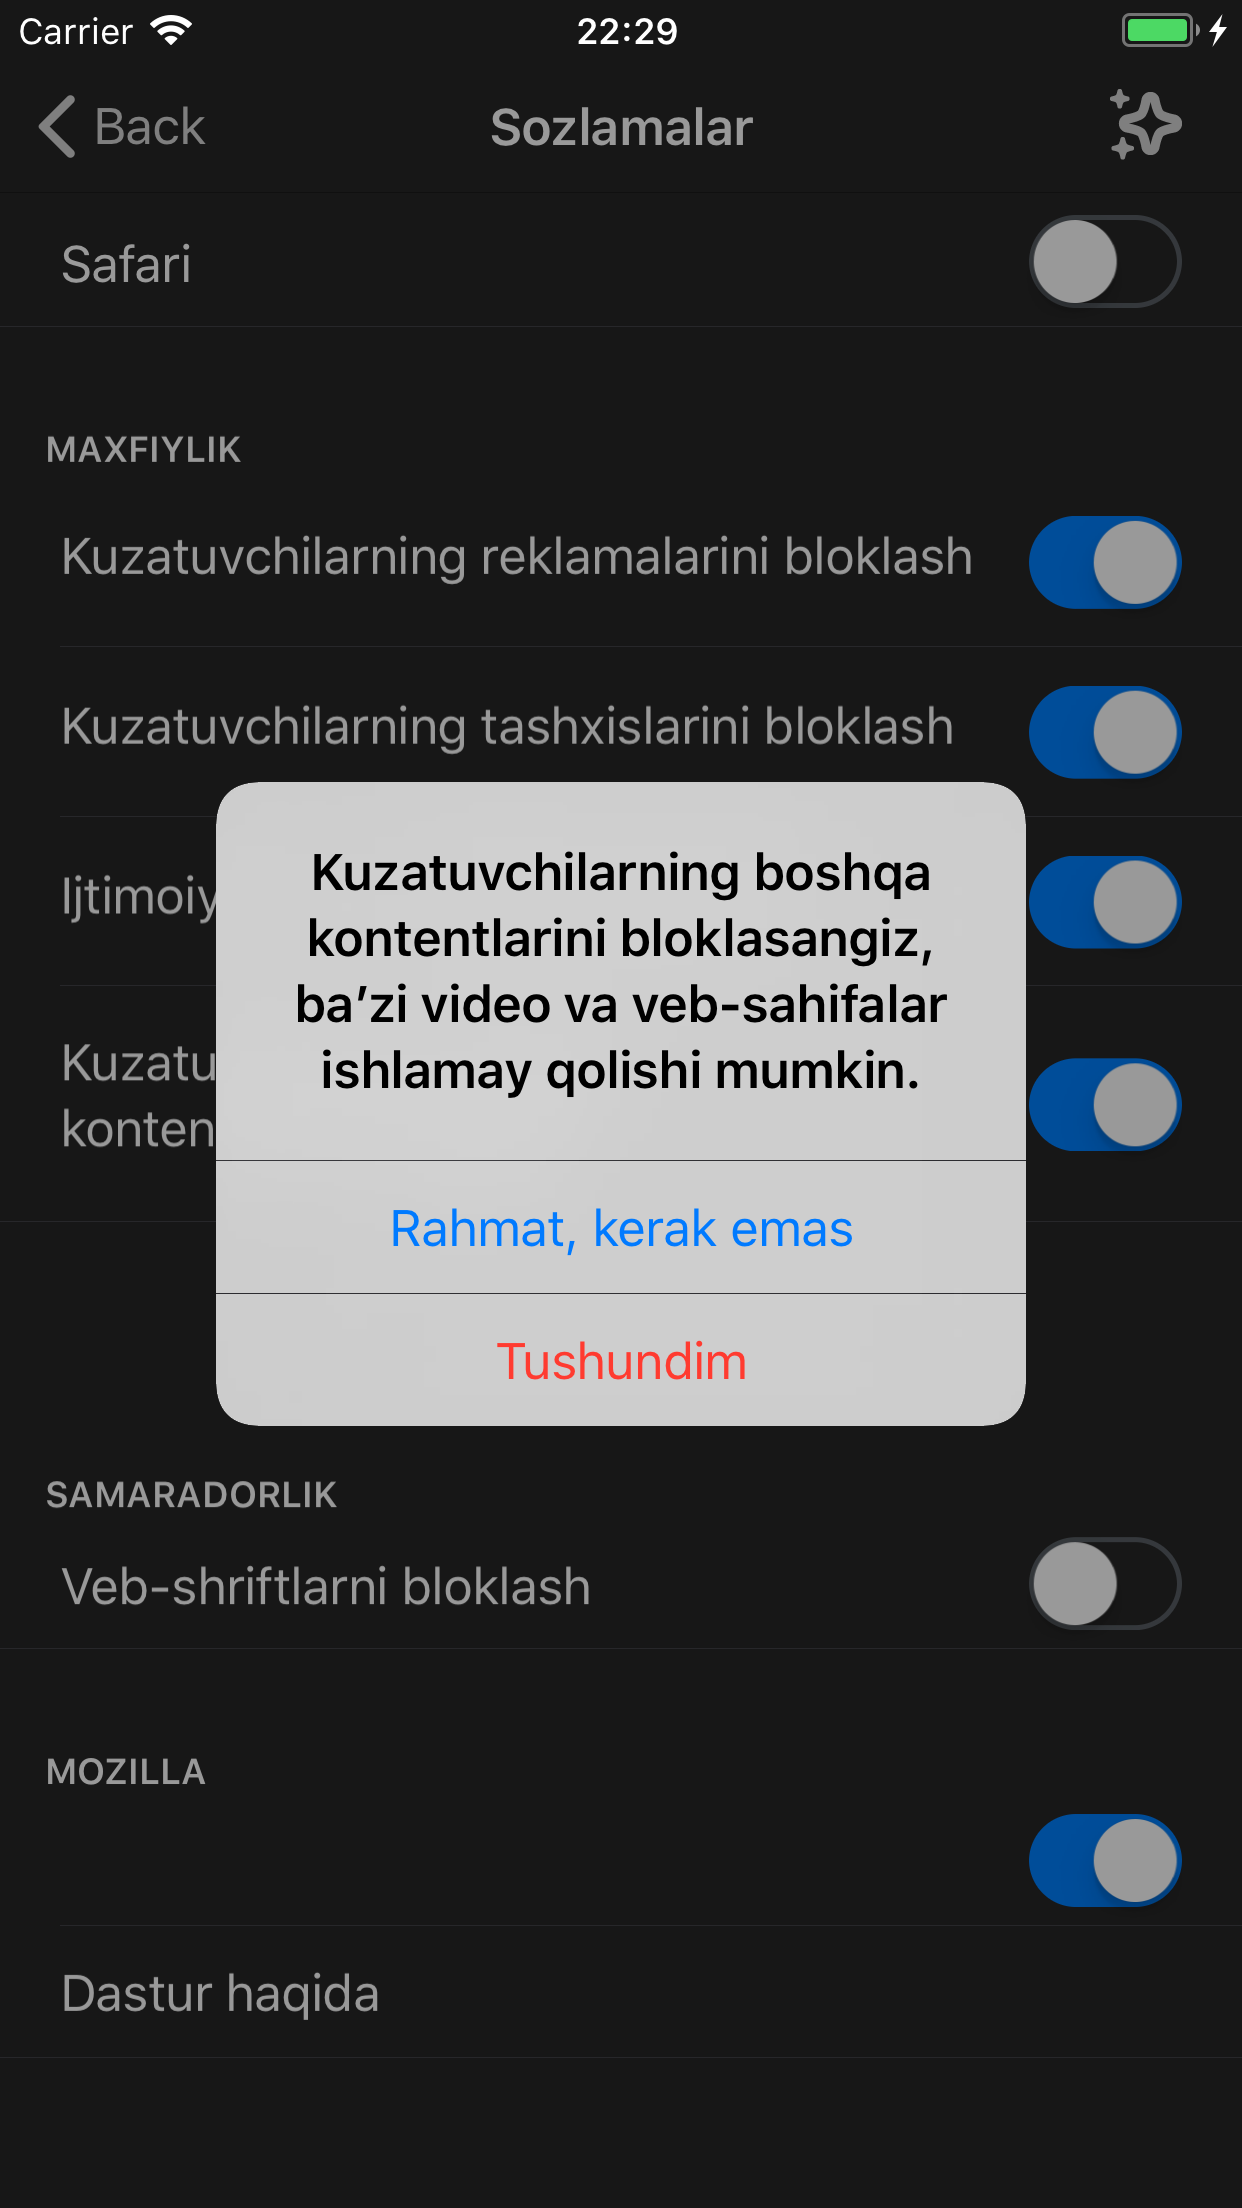 Carrier
22:29
Back
Sozlamalar
Safari
MAXFIYLIK
Kuzatuvchilarning reklamalarini bloklash
Kuzatuvchilarning tashxislarini bloklash
Ijtimoiy
Kuzatu
konten
Kuzatuvchilarning boshqa
kontentlarini bloklasangiz,
ba’zi video va veb-sahifalar
ishlamay qolishi mumkin.
Rahmat, kerak emas
Tushundim
SAMARADORLIK
Veb-shriftlarni bloklash
MOZILLA
Dastur haqida